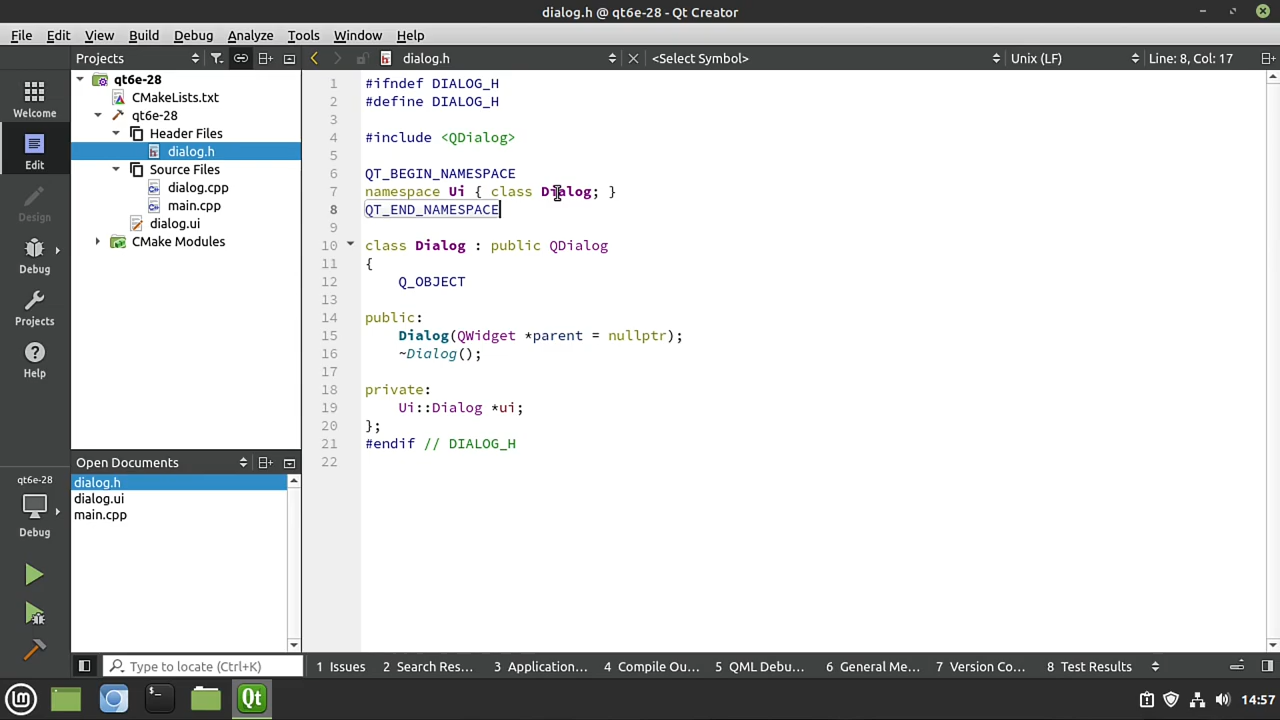 dialog.h @ qt6e-28 - Qt Creator
File Edit View Build Debug Analyze Tools Window Help
Projects dialog.h <Select Symbol> Unix (LF) Line: 8, Col: 17
Welcome
Edit
Design
Debug
Projects
Help
qt6e-28
CMakeLists.txt
qt6e-28
Header Files
dialog.h
Source Files
dialog.cpp
main.cpp
dialog.ui
CMake Modules
1 #ifndef DIALOG_H
2 #define DIALOG_H
3
4 #include <QDialog>
5
6 QT_BEGIN_NAMESPACE
7 namespace Ui { class Dialog; }
8 QT_END_NAMESPACE
9
10 class Dialog : public QDialog
11 {
12 Q_OBJECT
13
14 public:
15 Dialog(QWidget *parent = nullptr);
16 ~Dialog();
17
18 private:
19 Ui::Dialog *ui;
20 };
21 #endif // DIALOG_H
22
Open Documents
dialog.h
dialog.ui
main.cpp
qt6e-28
Debug
Type to locate (Ctrl+K) 1 Issues 2 Search Res... 3 Application... 4 Compile Ou... 5 QML Debu... 6 General Me... 7 Version Co... 8 Test Results
Qt 14:57